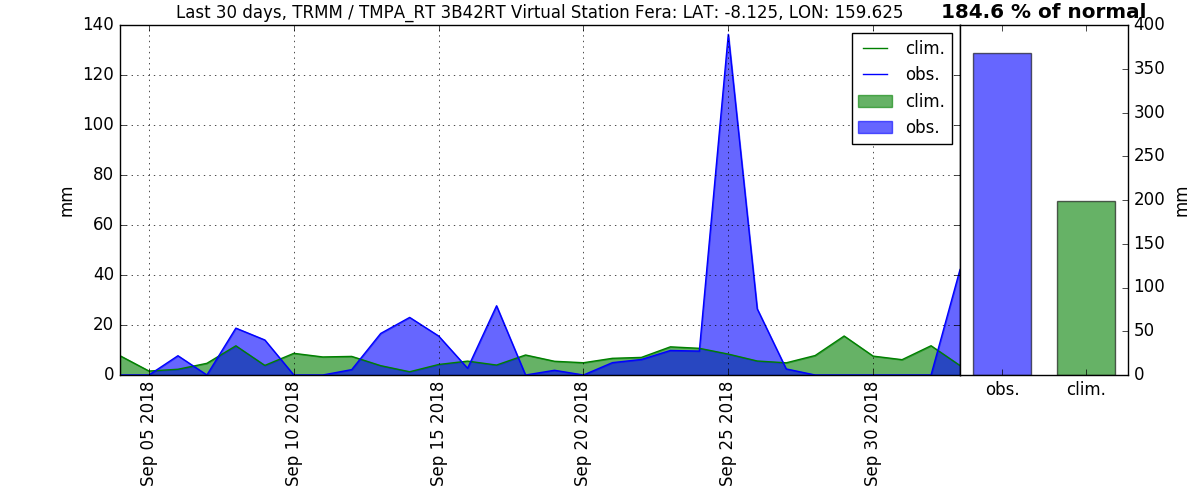 Last 30 days, TRMM / TMPA_RT 3B42RT Virtual Station Fera: LAT: -8.125, LON: 159.625
184.6 % of normal
140
120
100
80
60
40
20
0
mm
clim.
obs.
clim.
obs.
Sep 05 2018
Sep 10 2018
Sep 15 2018
Sep 20 2018
Sep 25 2018
Sep 30 2018
400
350
300
250
200
150
100
50
0
mm
obs.
clim.